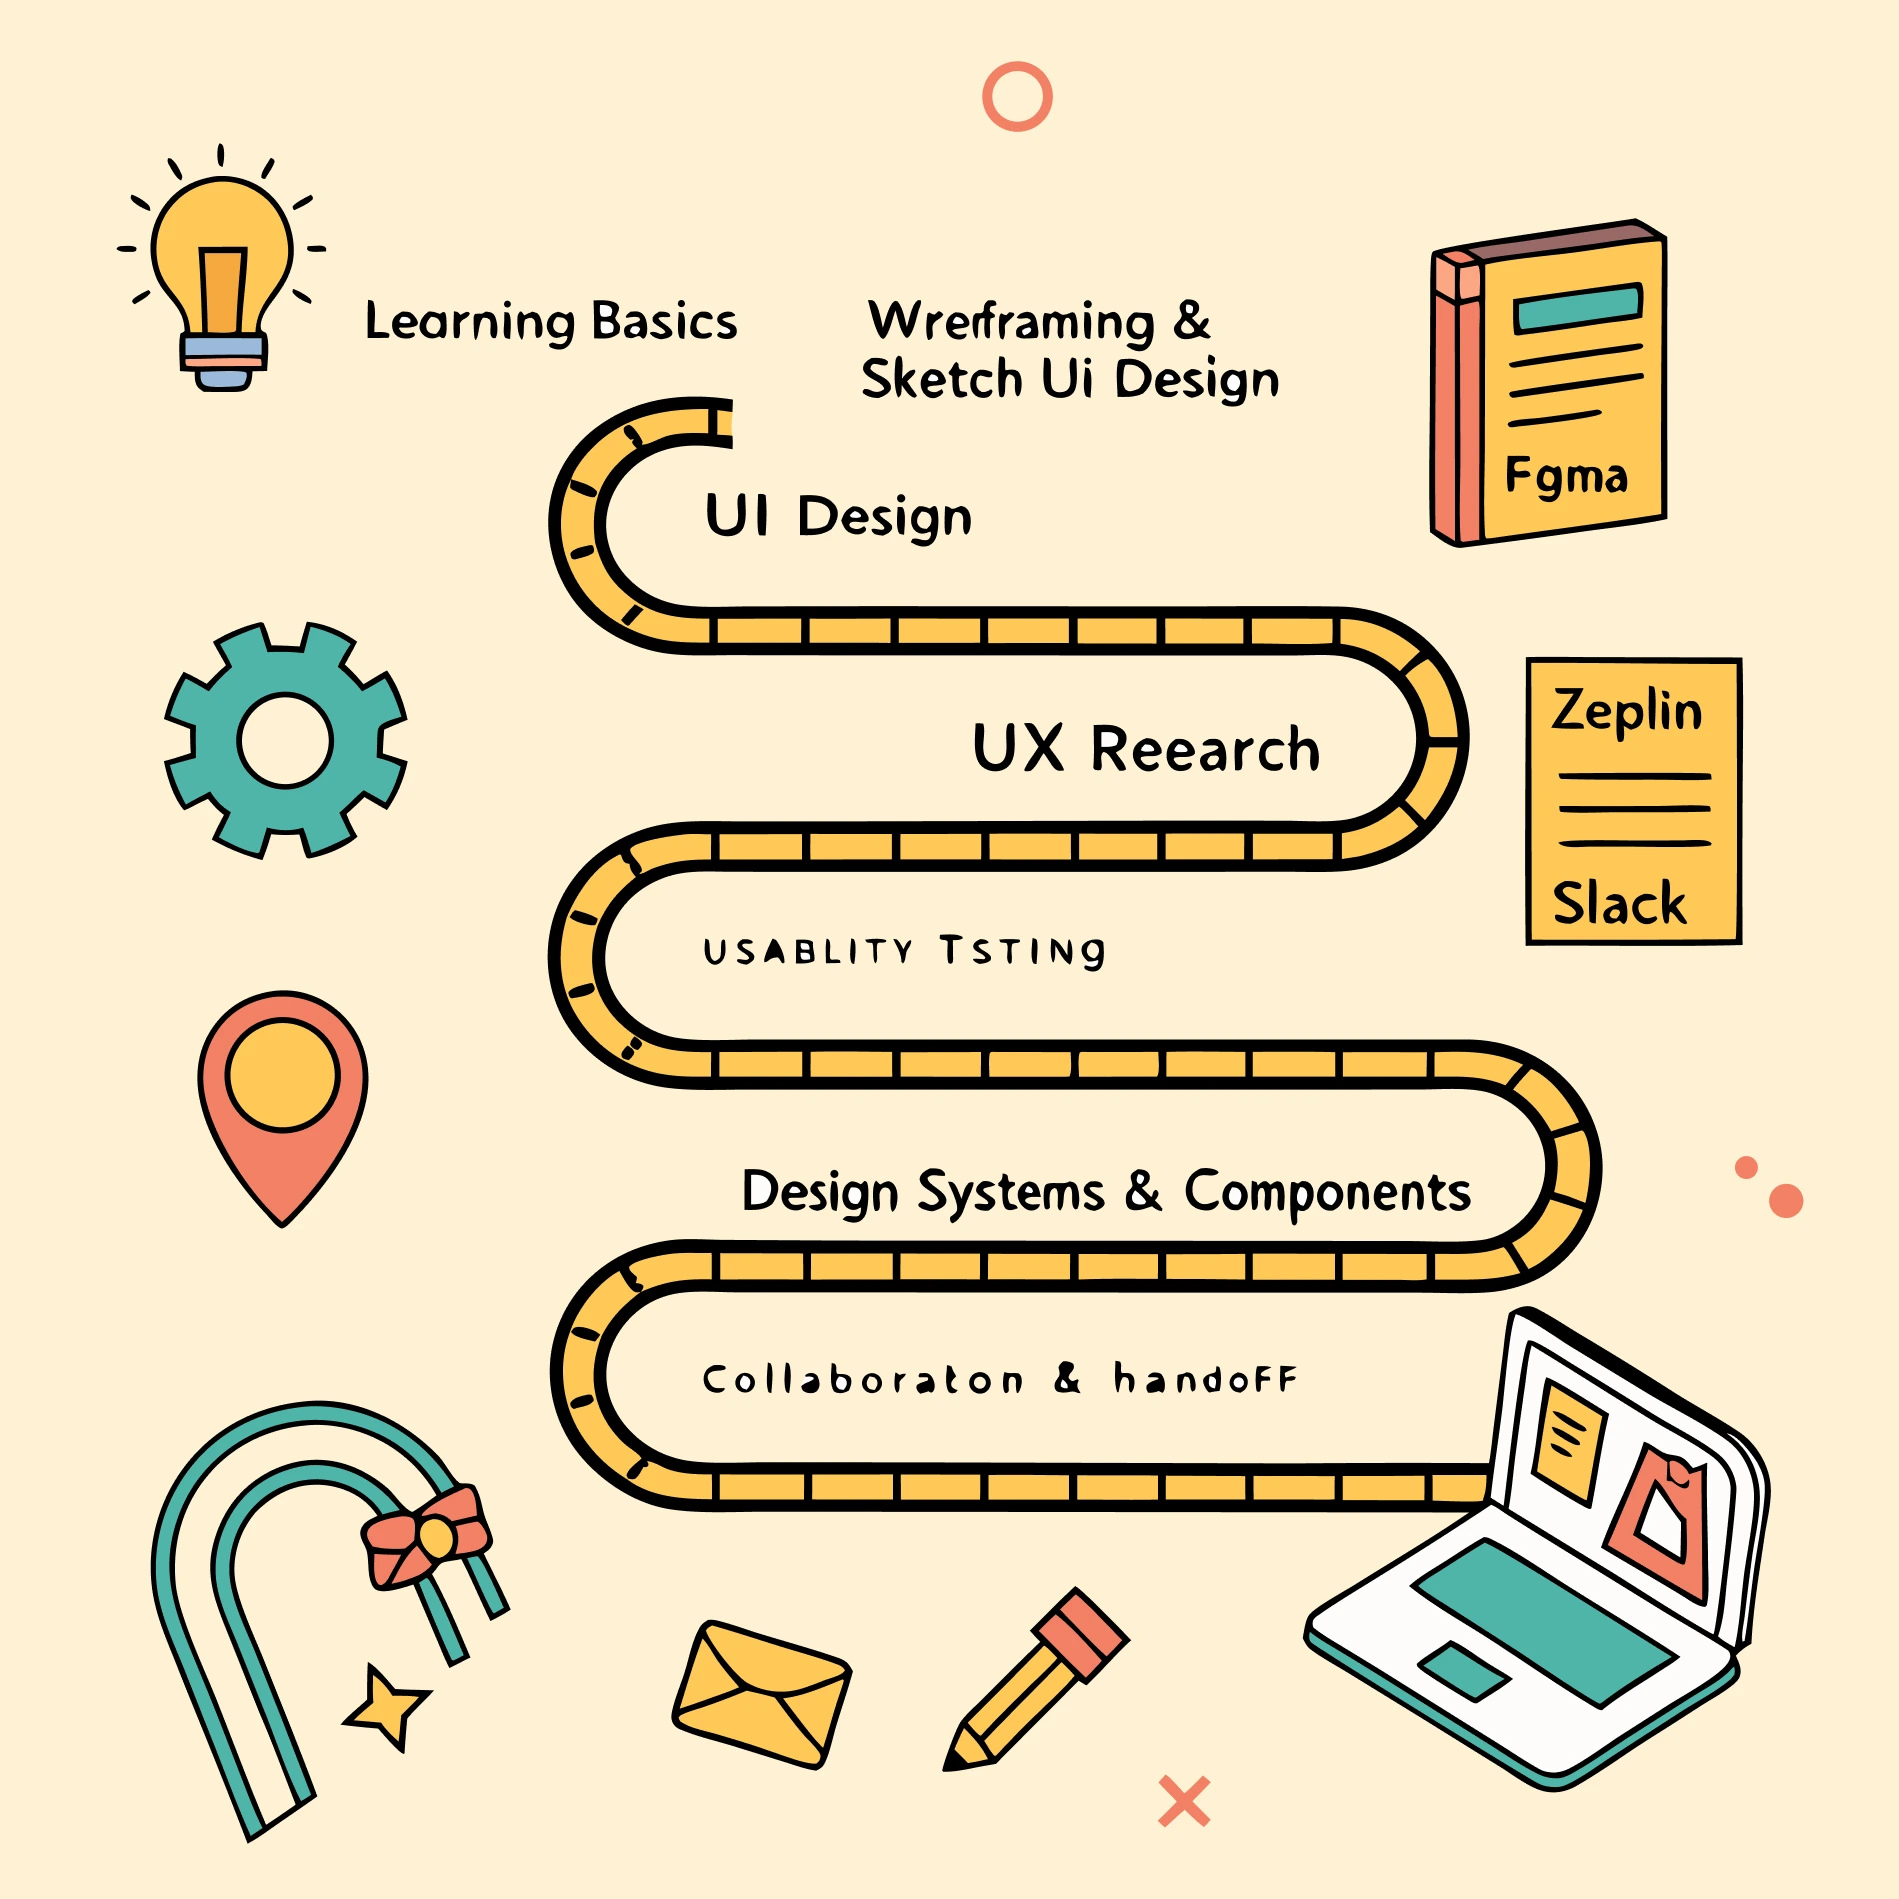 Learning Basics
Wrerframing &
Sketch Ui Design
Fgma
UI Design
Zeplin
UX Reearch
Slack
USABLITY TSTINg
Design Systems & Components
Collaboraton & handoFF